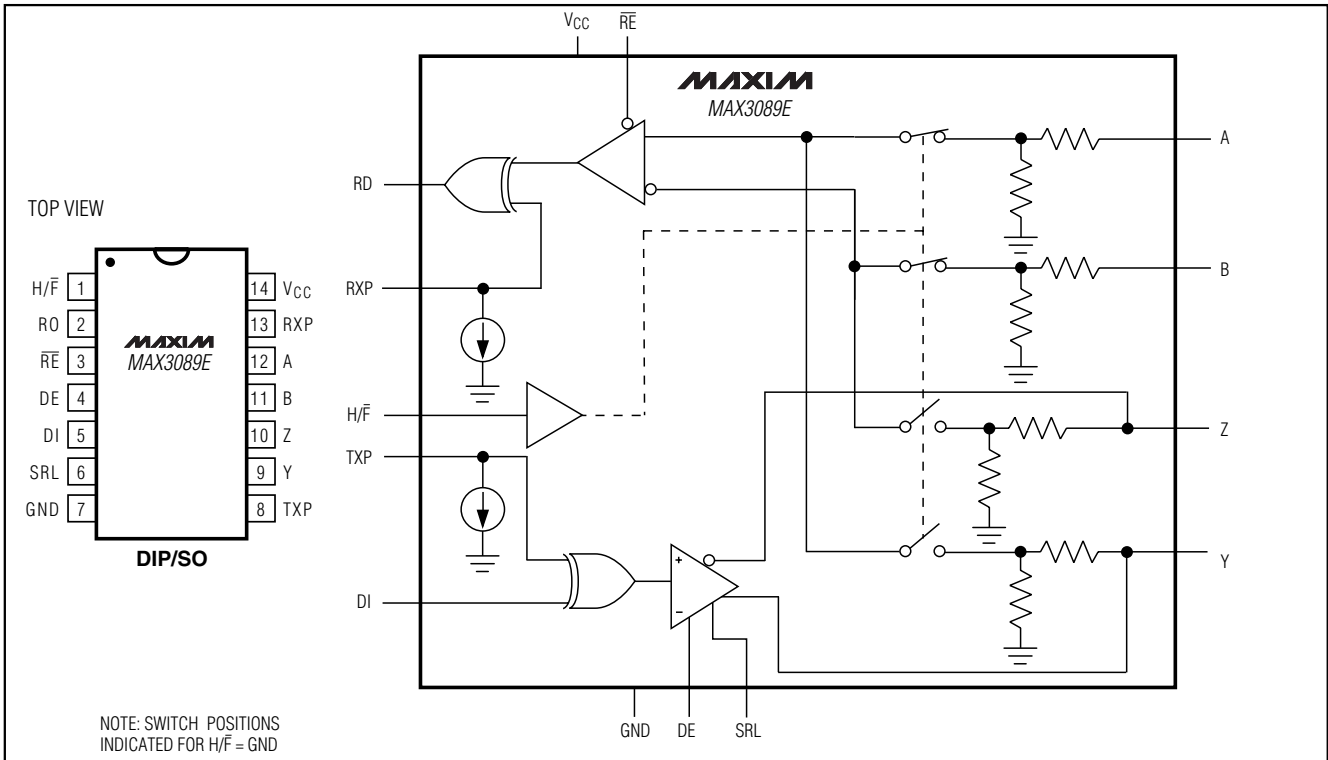 VCC
R̅E̅
MAXIM
MAX3089E
A
RD
TOP VIEW
B
RXP
H/F̅ 1
14 VCC
RO 2
13 RXP
MAXIM
R̅E̅ 3
MAX3089E
12 A
DE 4
11 B
DI 5
10 Z
SRL 6
9 Y
GND 7
8 TXP
DIP/SO
H/F̅
Z
TXP
+
−
Y
DI
GND
DE
SRL
NOTE: SWITCH POSITIONS
INDICATED FOR H/F̅ = GND